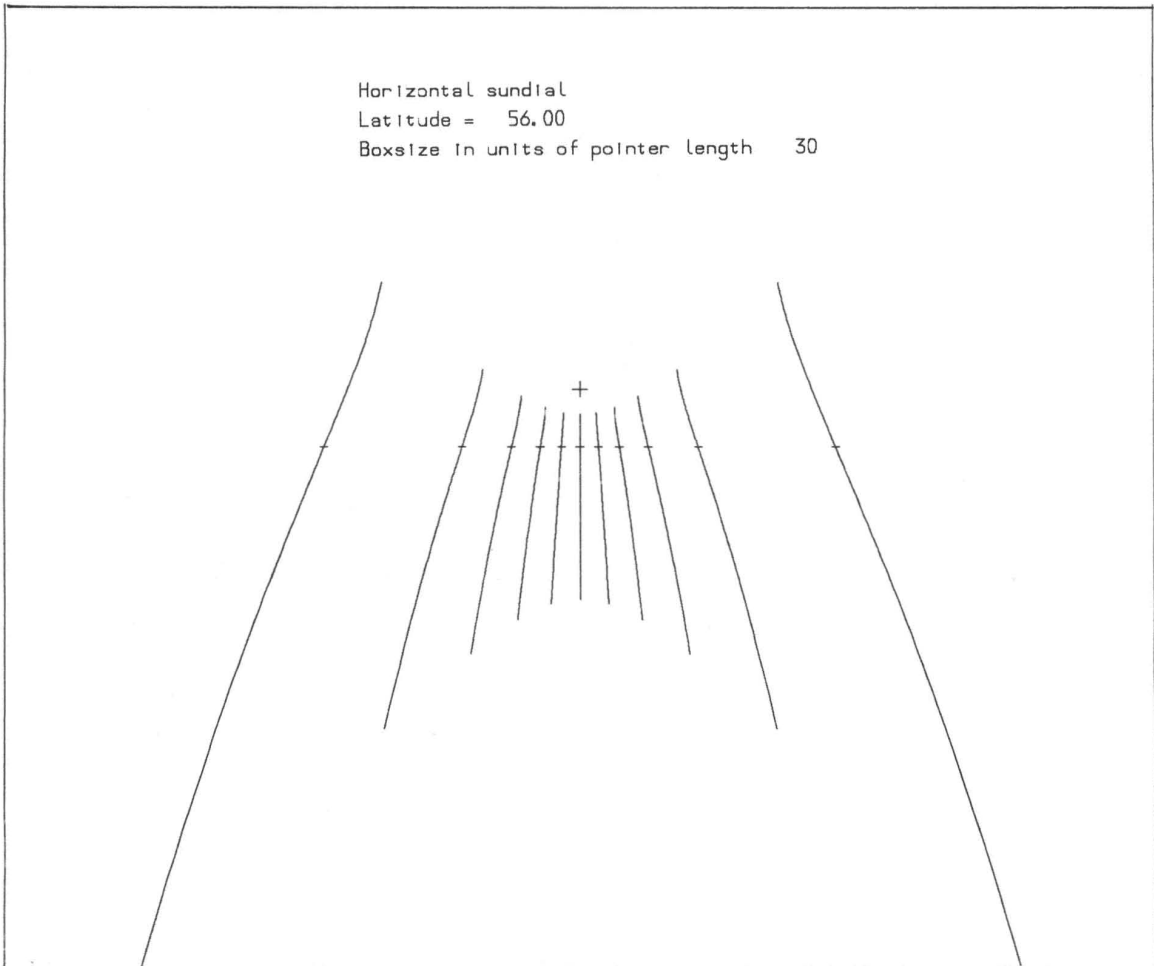 Horizontal sundial
Latitude = 56.00
Boxsize in units of pointer length 30